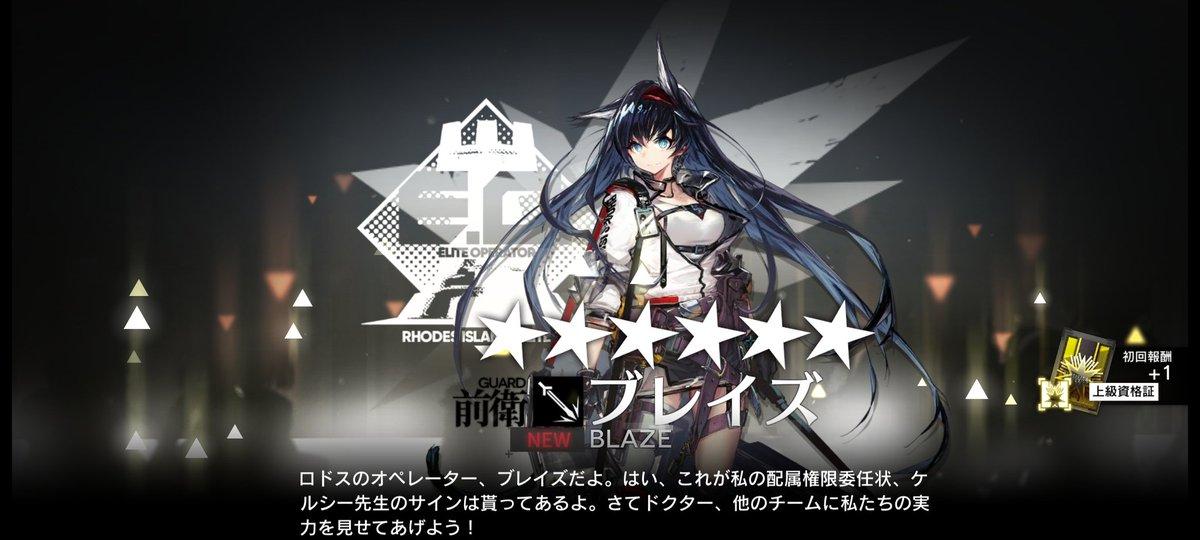 ELITE OPERATOR
RHODES ISLA
初回報酬
+1
上級資格証
GUARD
前衛
ブレイズ
NEW
BLAZE
ロドスのオペレーター、ブレイズだよ。はい、これが私の配属権限委任状、ケ
ルシー先生のサインは貰ってあるよ。さてドクター、他のチームに私たちの実
力を見せてあげよう！